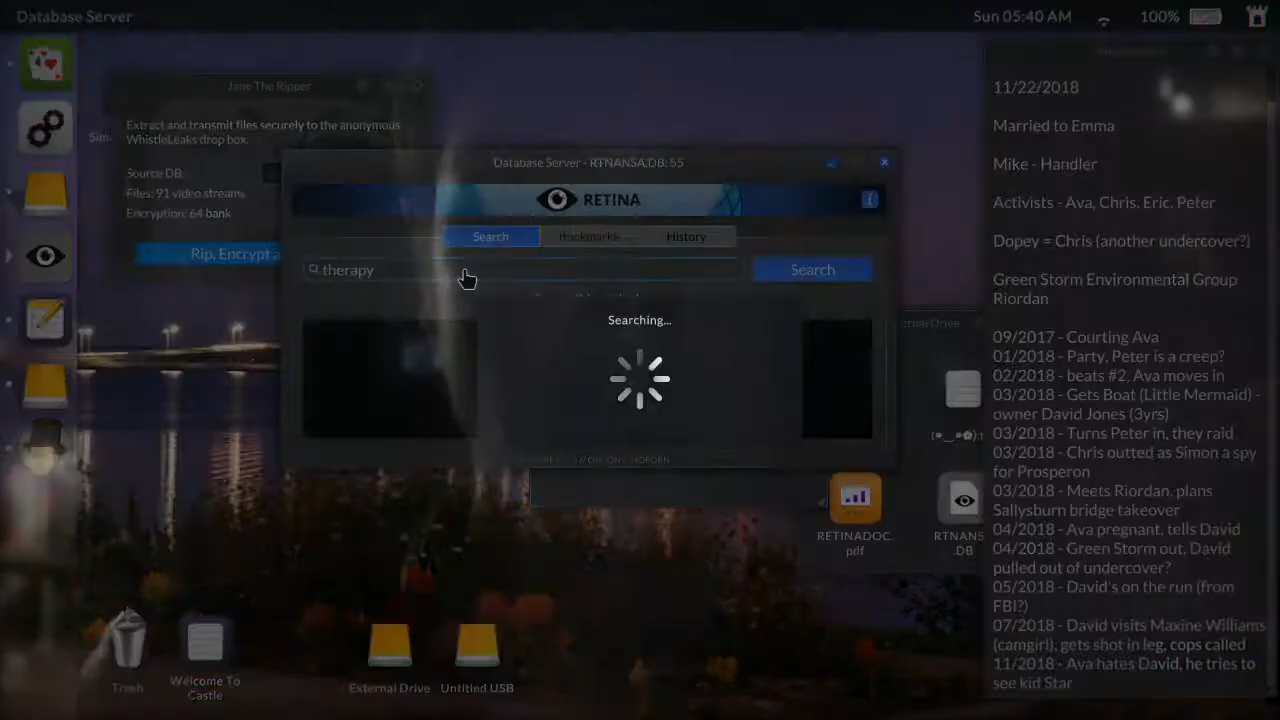 Database Server
Sun 05:40 AM
100%
Jane The Ripper
Extract and transmit files securely to the anonymous
WhistleLeaks drop box.
Source DB:
Files: 91 video streams
Encryption: 64 bank
Rip, Encrypt a
Database Server - RTNANSA.DB. 55
RETINA
Search
Bookmarks
History
therapy
Search
Searching...
RETINADOC.
pdf
RTNANS
.DB
Trash
Welcome To
Castle
External Drive
Untitled USB
11/22/2018
Married to Emma
Mike - Handler
Activists - Ava, Chris, Eric, Peter
Dopey = Chris (another undercover?)
Green Storm Environmental Group
Riordan
09/2017 - Courting Ava
01/2018 - Party, Peter is a creep?
02/2018 - beats #2, Ava moves in
03/2018 - Gets Boat (Little Mermaid) -
owner David Jones (3yrs)
03/2018 - Turns Peter in, they raid
03/2018 - Chris outted as Simon a spy
for Prosperon
03/2018 - Meets Riordan, plans
Sallysburn bridge takeover
04/2018 - Ava pregnant, tells David
04/2018 - Green Storm out, David
pulled out of undercover?
05/2018 - David's on the run (from
FBI?)
07/2018 - David visits Maxine Williams
(camgirl), gets shot in leg, cops called
11/2018 - Ava hates David, he tries to
see kid Star